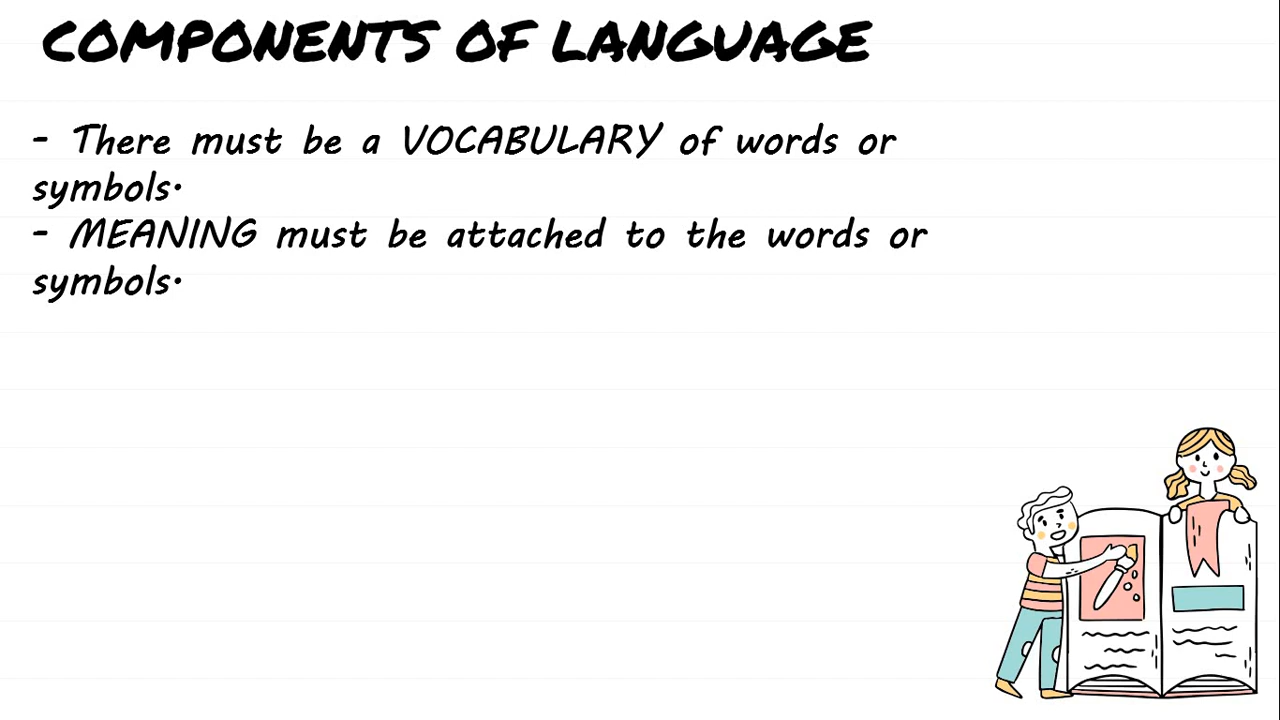 COMPONENTS OF LANGUAGE
- There must be a VOCABULARY of words or
symbols.
- MEANING must be attached to the words or
symbols.